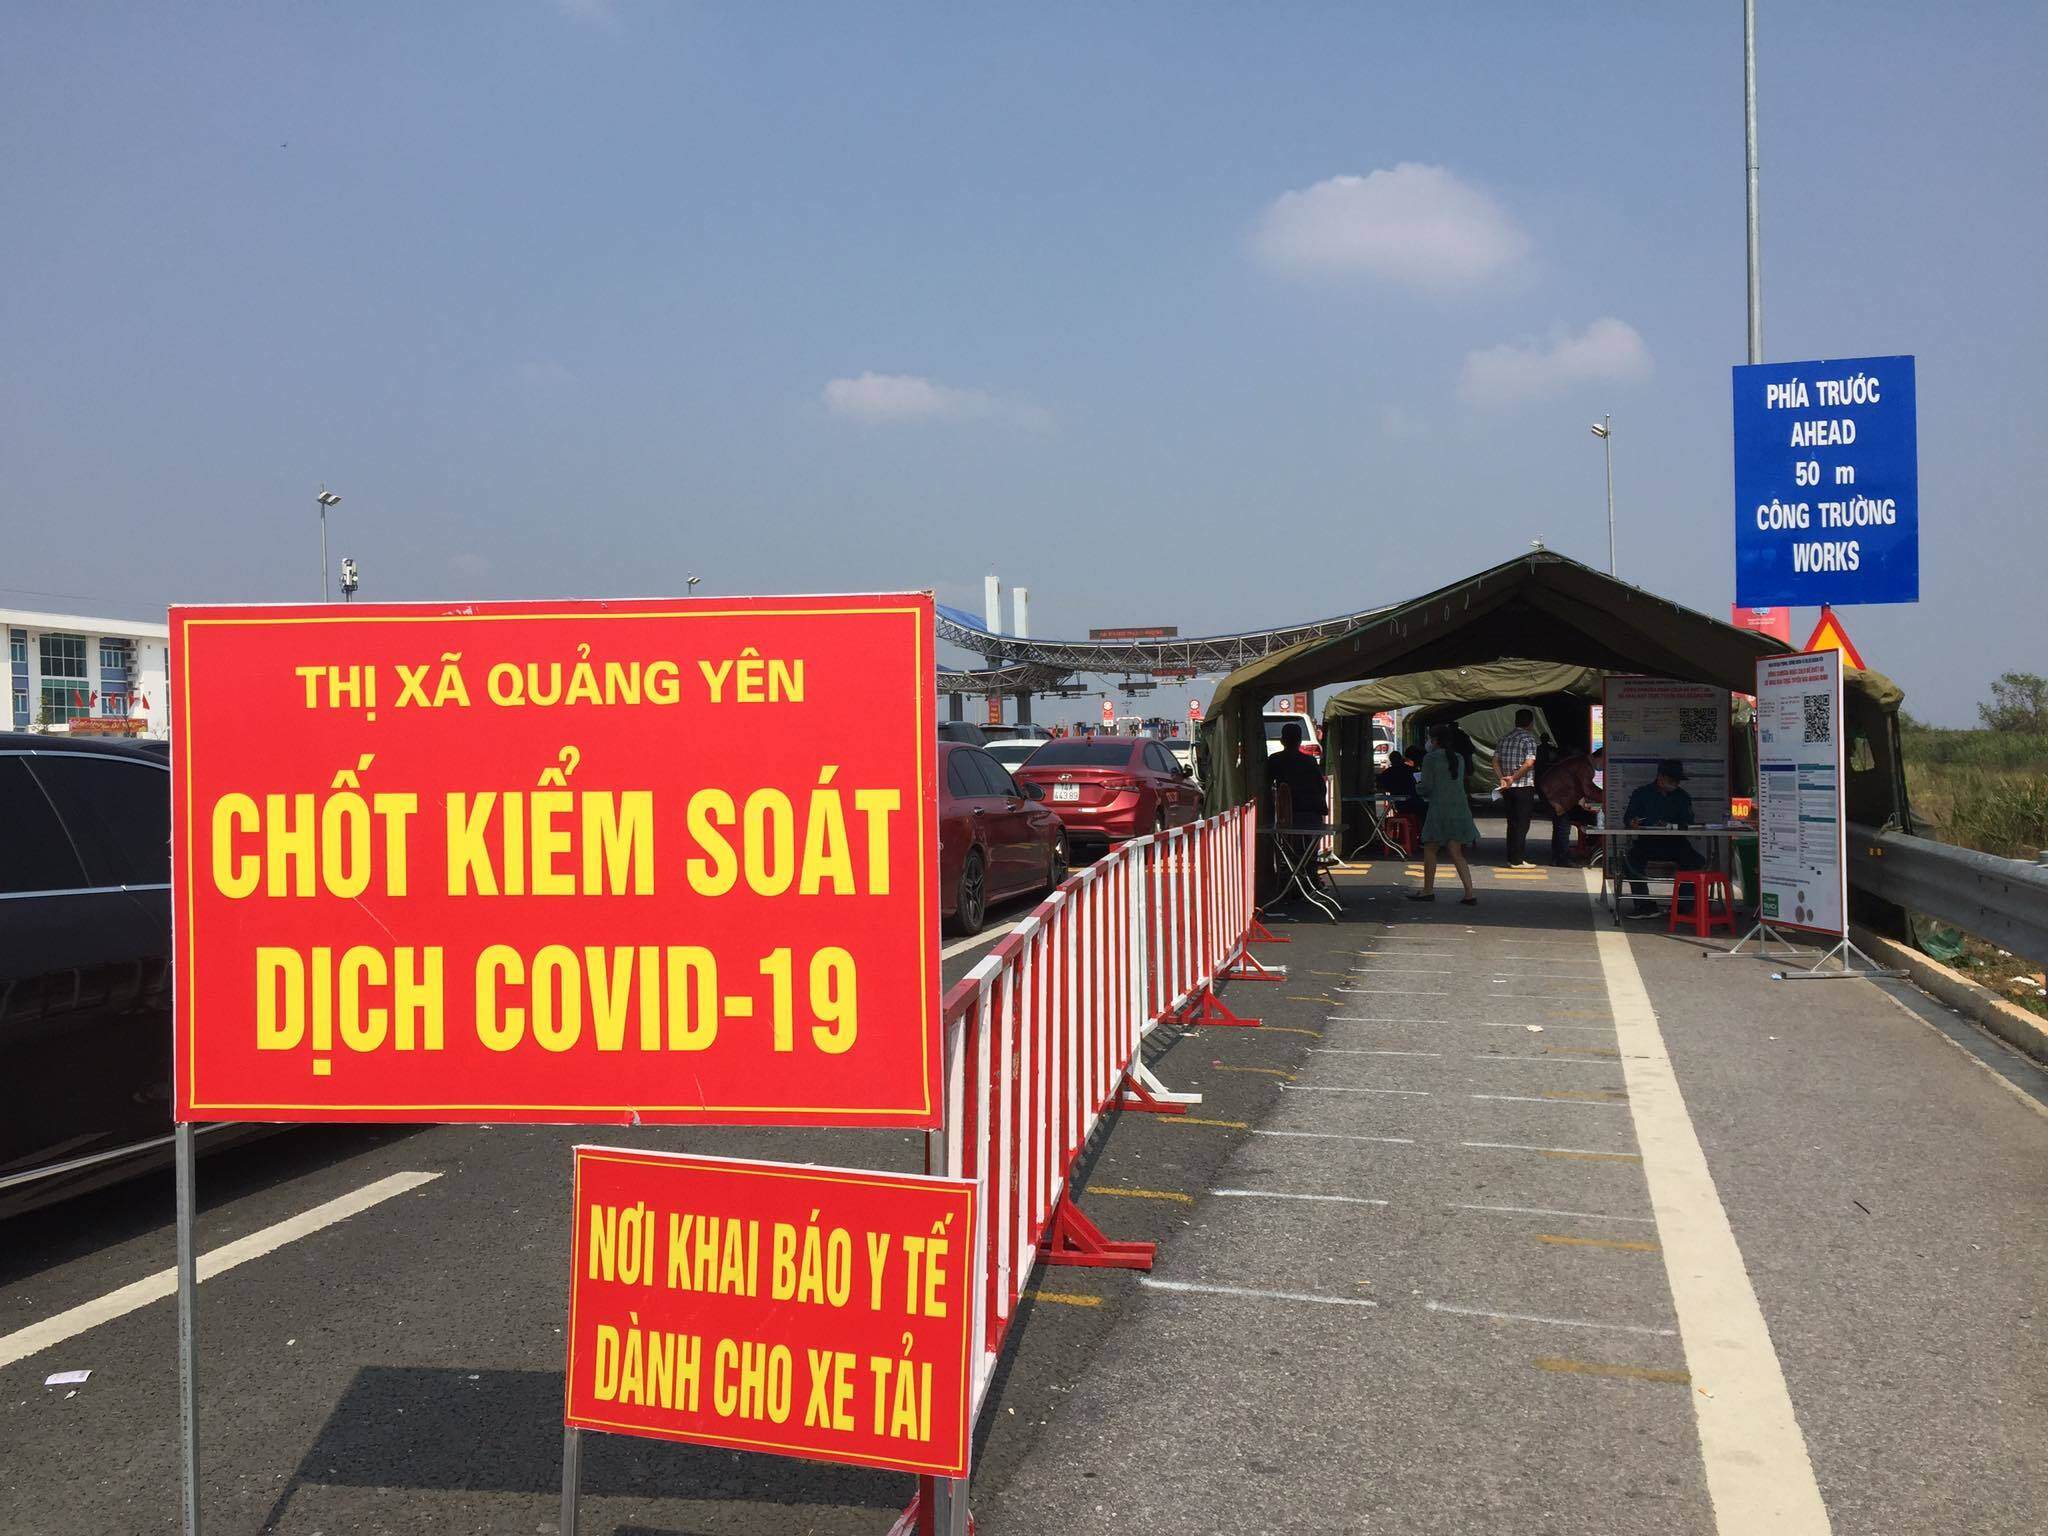 THỊ XÃ QUẢNG YÊN
CHỐT KIỂM SOÁT
DỊCH COVID-19
NƠI KHAI BÁO Y TẾ
DÀNH CHO XE TẢI
PHÍA TRƯỚC
AHEAD
50 m
CÔNG TRƯỜNG
WORKS
BÁO